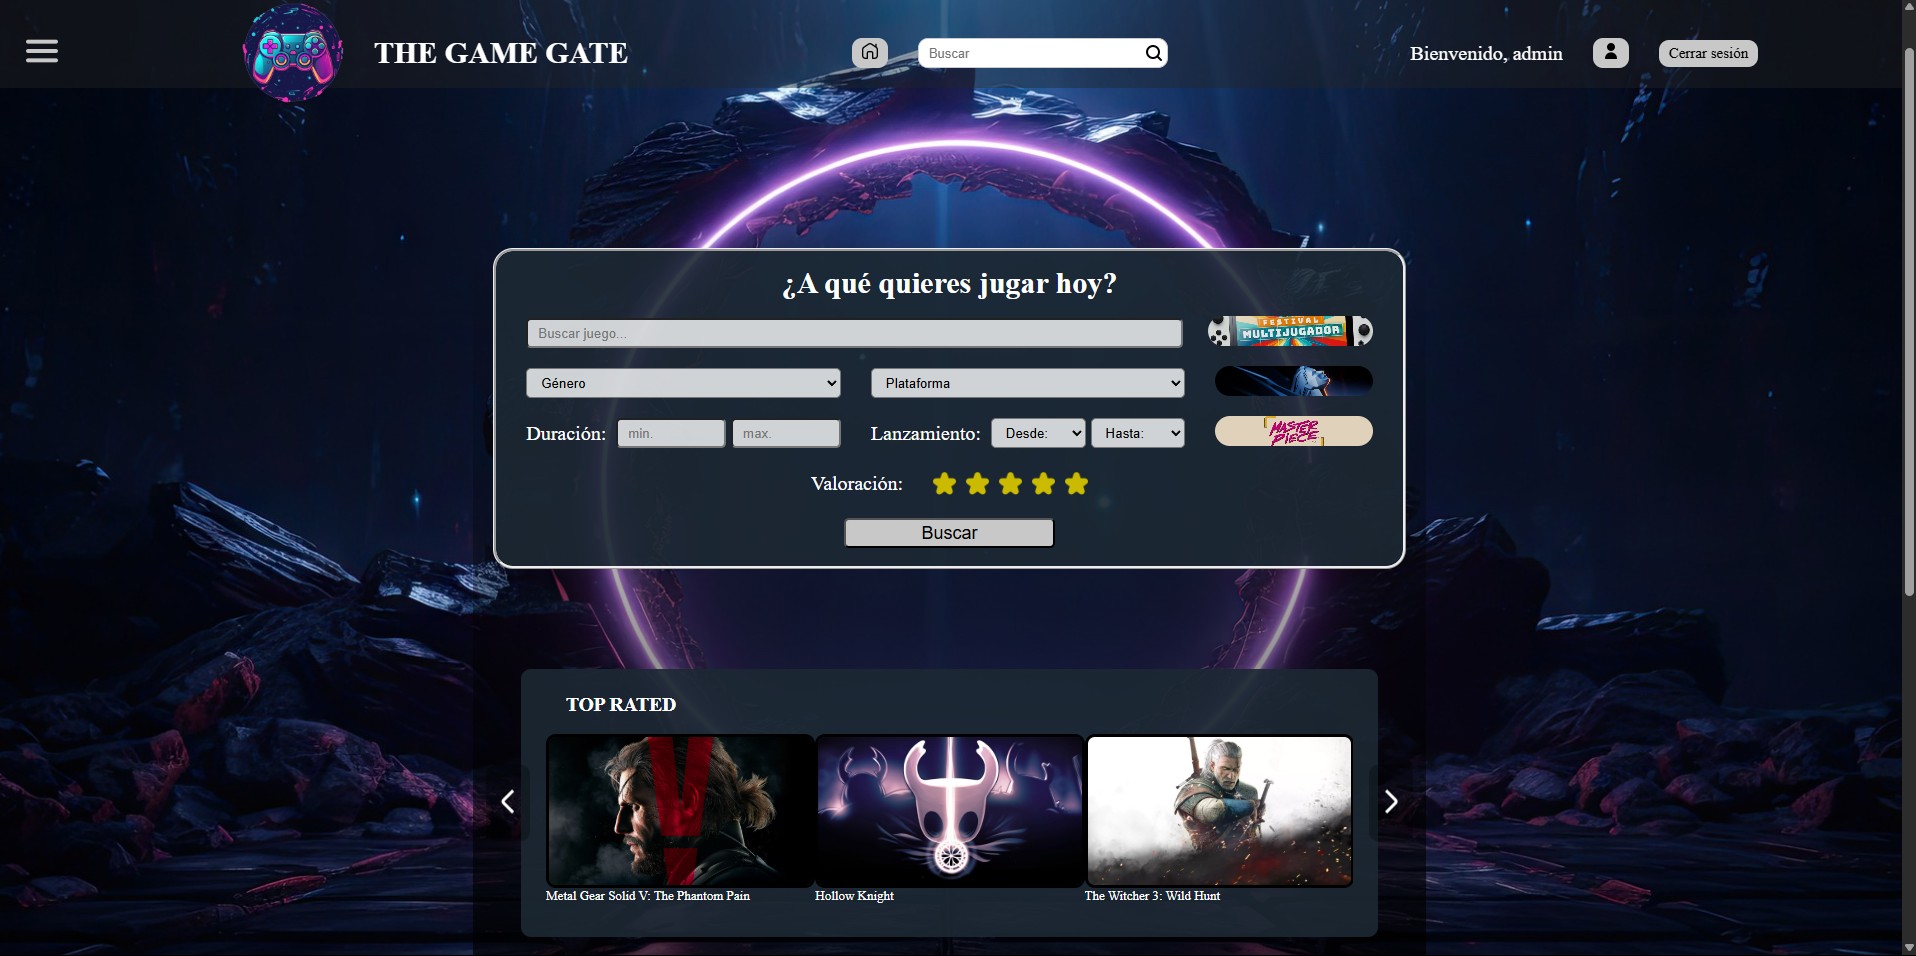 THE GAME GATE
Buscar
Bienvenido, admin
Cerrar sesión
¿A qué quieres jugar hoy?
Buscar juego...
FESTIVAL
MULTIJUGADOR
Género
Plataforma
Duración:
min.
max.
Lanzamiento:
Desde:
Hasta:
MASTER
PIECE
Valoración:
Buscar
TOP RATED
V
Metal Gear Solid V: The Phantom Pain
Hollow Knight
The Witcher 3: Wild Hunt